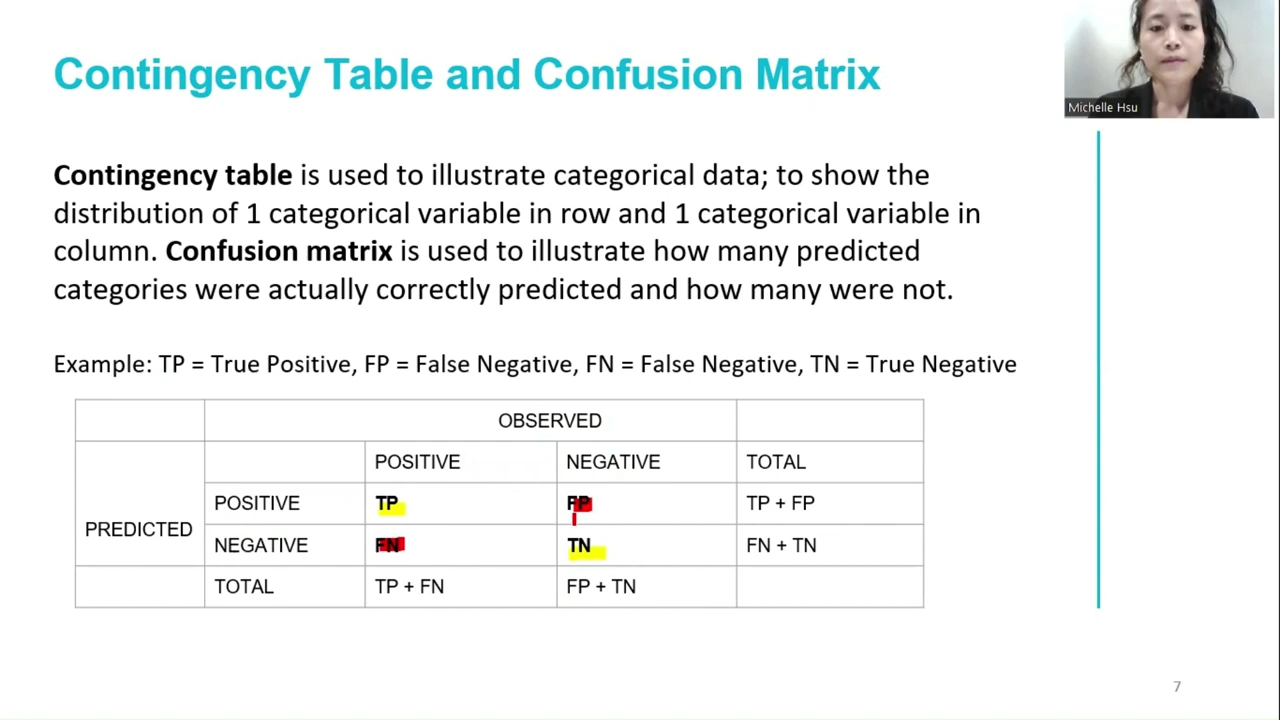 Contingency Table and Confusion Matrix
Michelle Hsu
Contingency table is used to illustrate categorical data; to show the
distribution of 1 categorical variable in row and 1 categorical variable in
column. Confusion matrix is used to illustrate how many predicted
categories were actually correctly predicted and how many were not.
Example: TP = True Positive, FP = False Negative, FN = False Negative, TN = True Negative
OBSERVED
POSITIVE NEGATIVE TOTAL
PREDICTED
POSITIVE TP FP TP + FP
NEGATIVE FN TN FN + TN
TOTAL TP + FN FP + TN
7